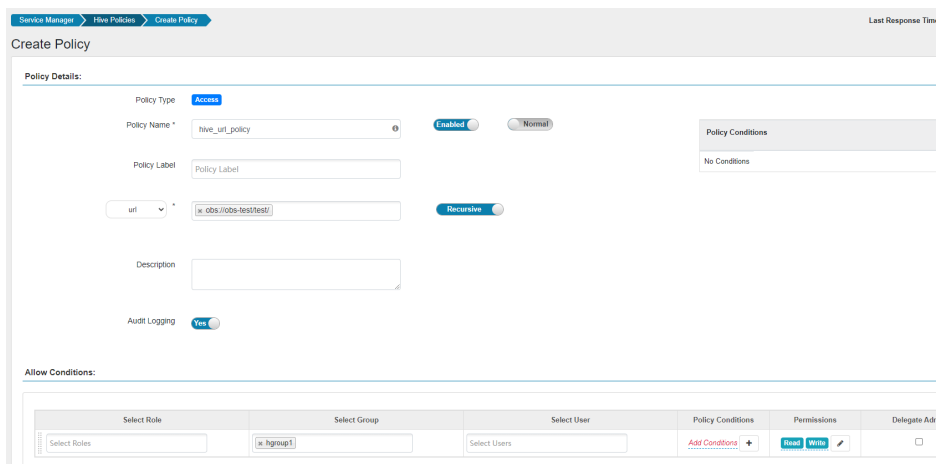 Service Manager Hive Policies Create Policy Last Response Time
Create Policy
Policy Details:
Policy Type Access
Policy Name * hive_url_policy Enabled Normal
Policy Conditions
No Conditions
Policy Label Policy Label
url * × obs://obs-test/test/ Recursive
Description
Audit Logging Yes
Allow Conditions:
Select Role Select Group Select User Policy Conditions Permissions Delegate Adm
Select Roles × hgroup1 Select Users Add Conditions + Read Write